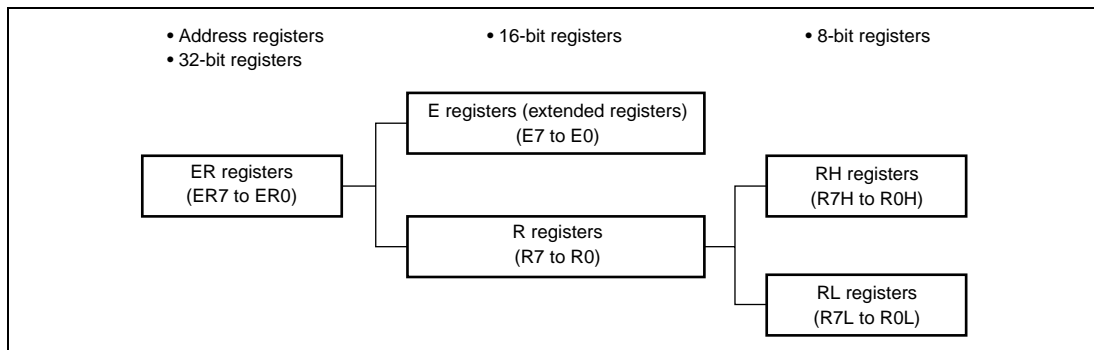 • Address registers
• 32-bit registers
• 16-bit registers
• 8-bit registers
E registers (extended registers)
(E7 to E0)
ER registers
(ER7 to ER0)
RH registers
(R7H to R0H)
R registers
(R7 to R0)
RL registers
(R7L to R0L)